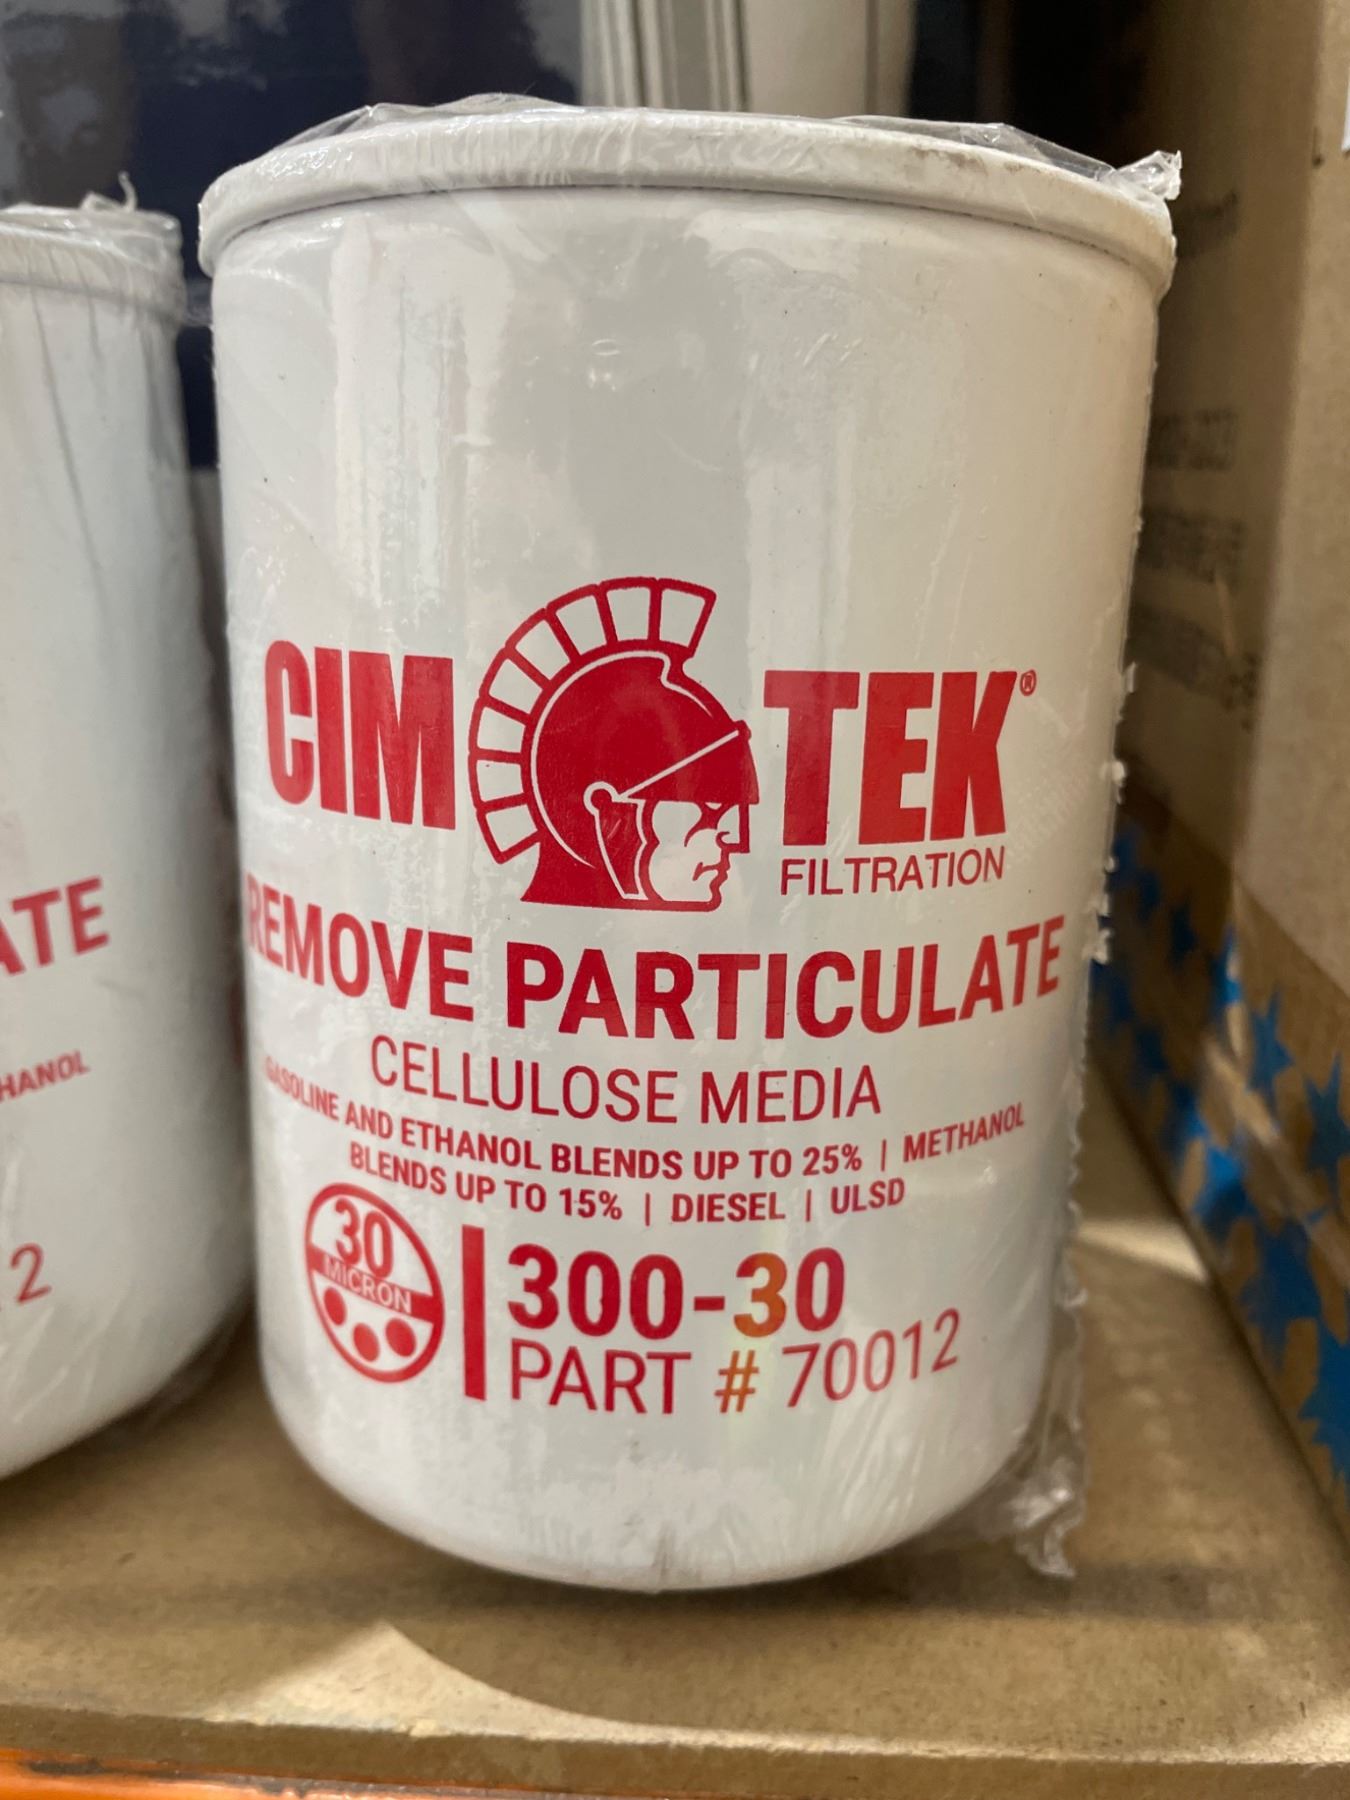 CIM TEK®
FILTRATION
REMOVE PARTICULATE
CELLULOSE MEDIA
GASOLINE AND ETHANOL BLENDS UP TO 25% | METHANOL
BLENDS UP TO 15% | DIESEL | ULSD
30
MICRON
300-30
PART # 70012
ATE
HANOL
12